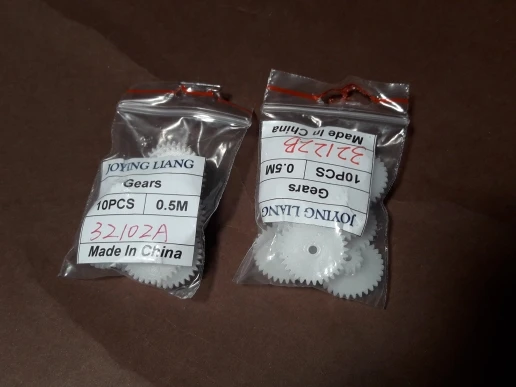 JOYING LIANG
Gears
10PCS 0.5M
32102A
Made In China
JOYING LIANG
Gears
10PCS 0.5M
32122B
Made In China